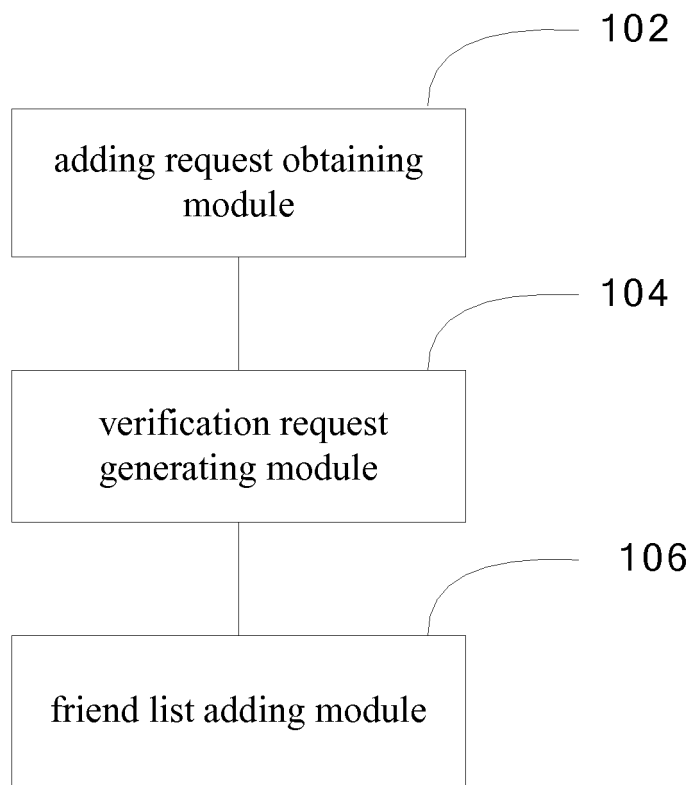 102
adding request obtaining
module
104
verification request
generating module
106
friend list adding module